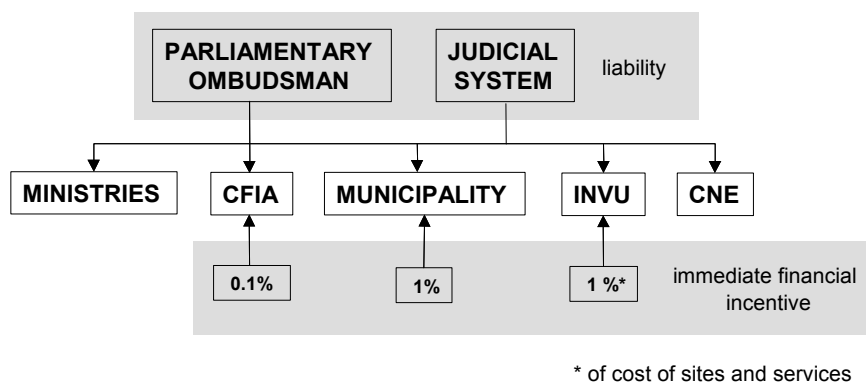 PARLIAMENTARY
OMBUDSMAN
JUDICIAL
SYSTEM
liability
MINISTRIES
CFIA
MUNICIPALITY
INVU
CNE
0.1%
1%
1 %*
immediate financial
incentive
* of cost of sites and services